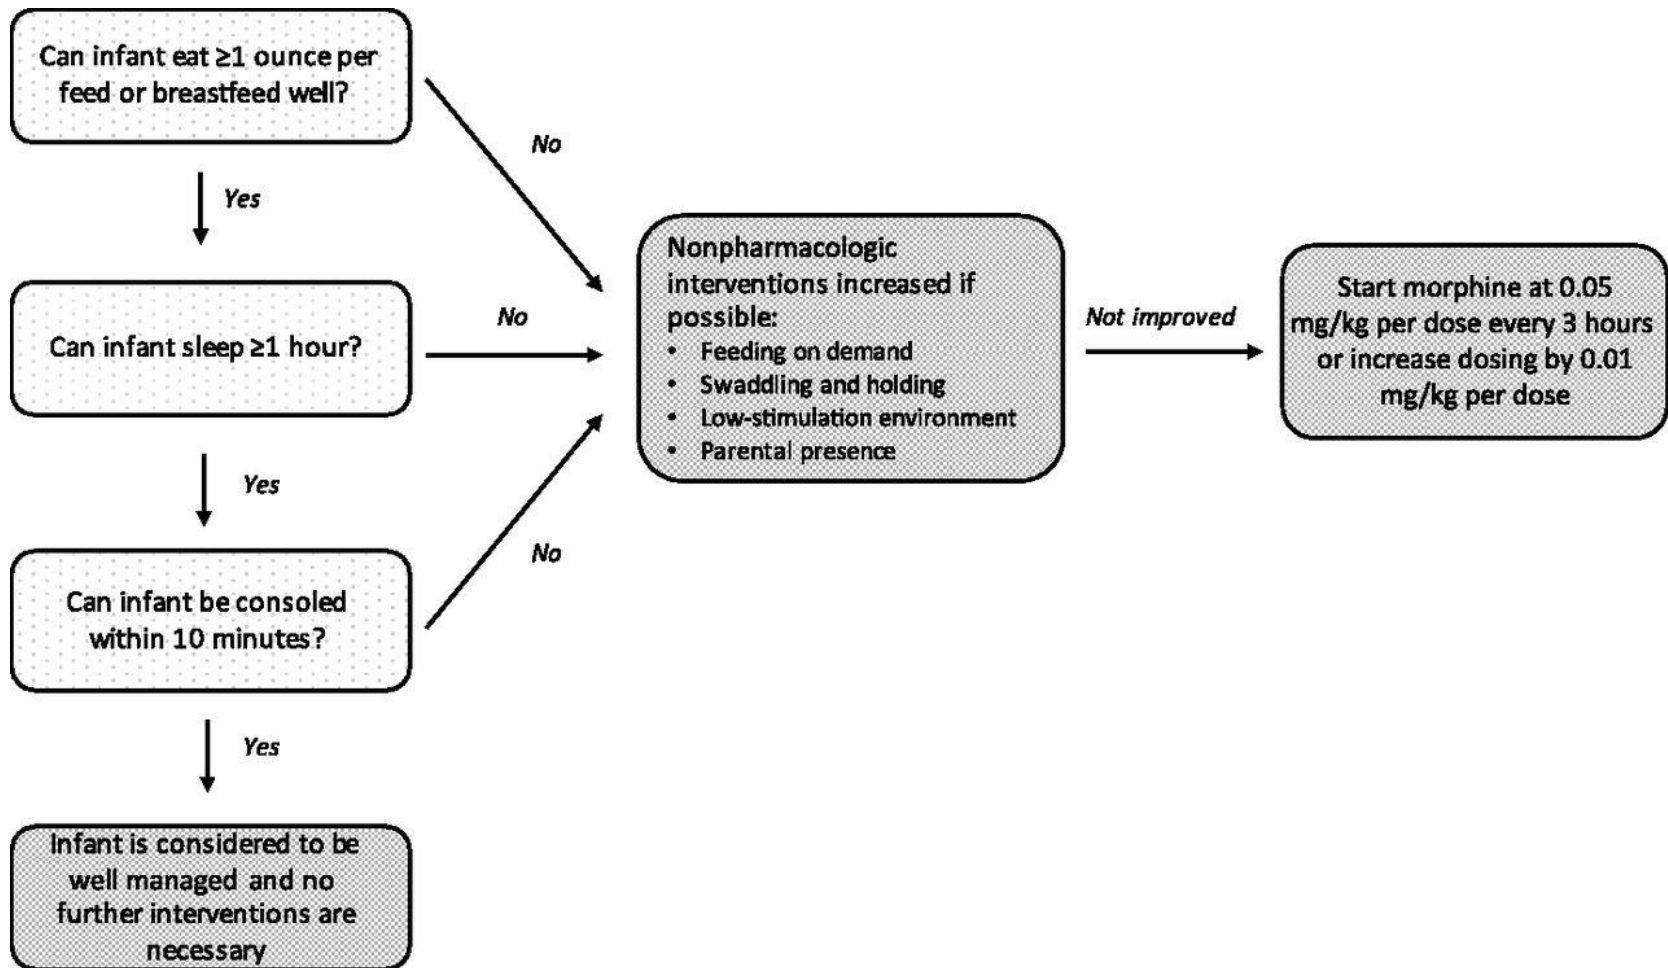 Can infant eat ≥1 ounce per
feed or breastfeed well?
No
Yes
Can infant sleep ≥1 hour?
No
Yes
Can infant be consoled
within 10 minutes?
No
Yes
Infant is considered to be
well managed and no
further interventions are
necessary
Nonpharmacologic
interventions increased if
possible:
• Feeding on demand
• Swaddling and holding
• Low-stimulation environment
• Parental presence
Not improved
Start morphine at 0.05
mg/kg per dose every 3 hours
or increase dosing by 0.01
mg/kg per dose